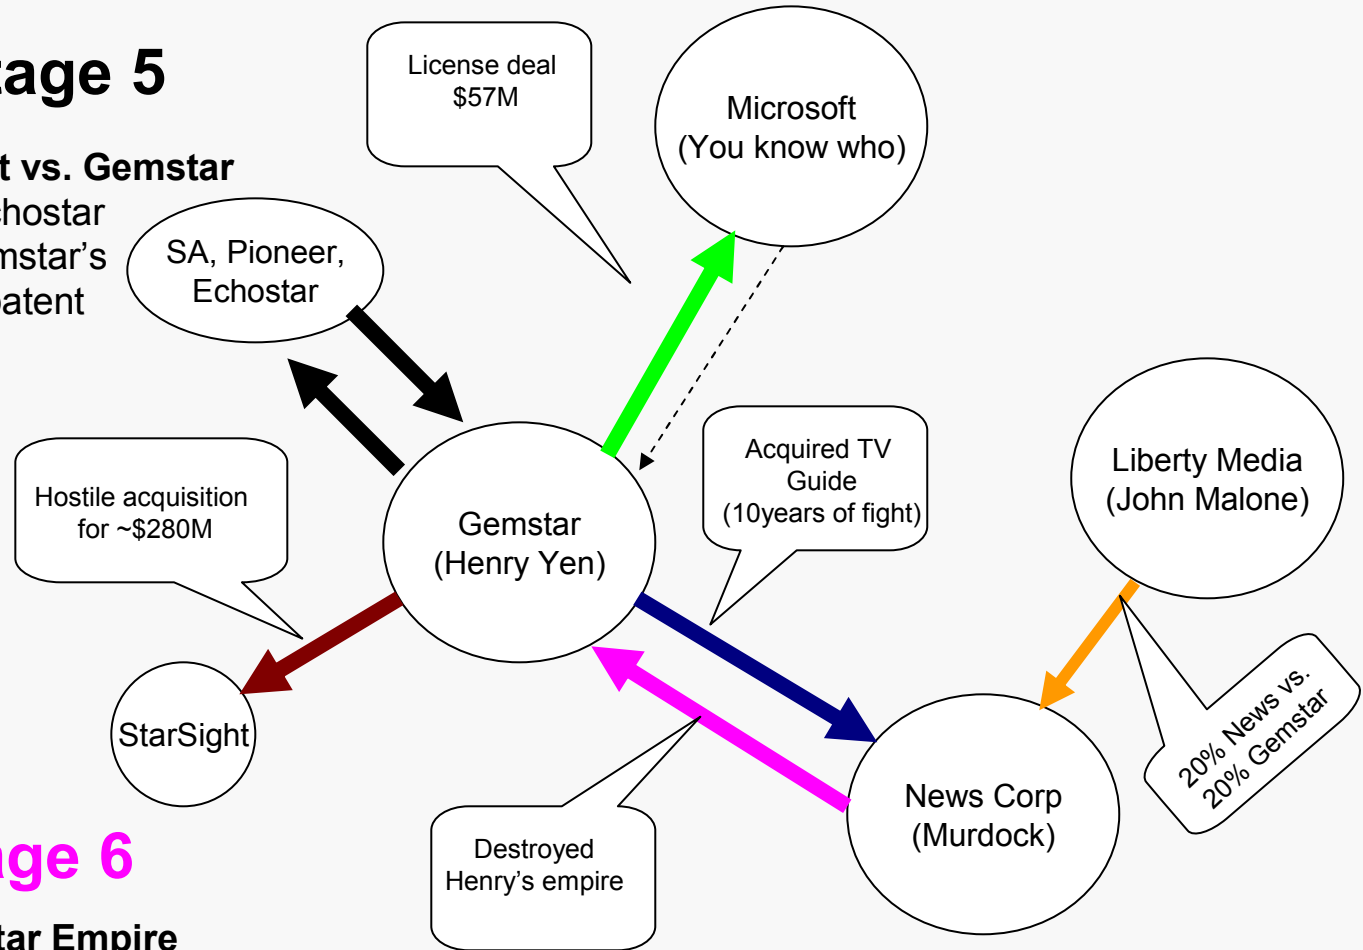 tage 5
t vs. Gemstar
chostar
mstar's
patent
License deal
$57M
Microsoft
(You know who)
SA, Pioneer,
Echostar
Hostile acquisition
for ~$280M
Gemstar
(Henry Yen)
Acquired TV
Guide
(10years of fight)
Liberty Media
(John Malone)
StarSight
20% News vs.
20% Gemstar
News Corp
(Murdock)
Destroyed
Henry's empire
age 6
tar Empire